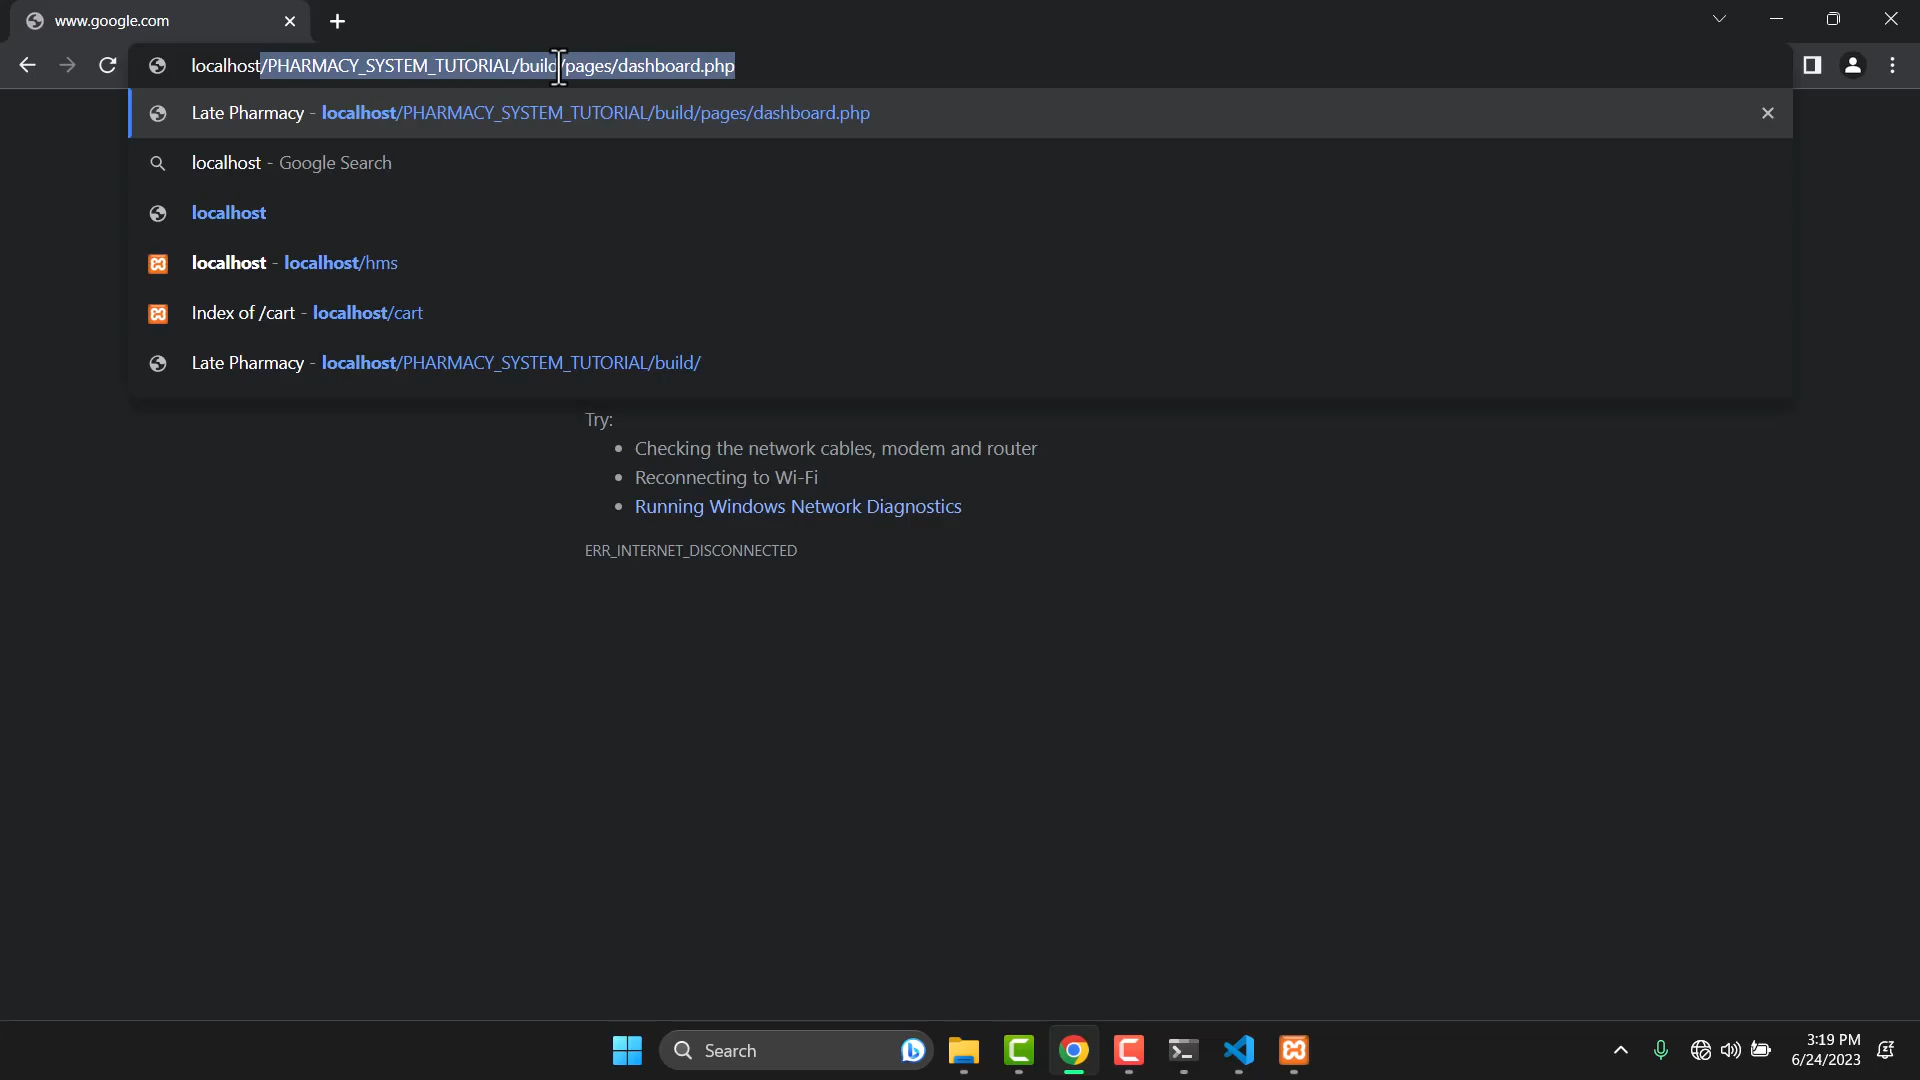 www.google.com
localhost/PHARMACY_SYSTEM_TUTORIAL/build/pages/dashboard.php
Late Pharmacy - localhost/PHARMACY_SYSTEM_TUTORIAL/build/pages/dashboard.php
localhost - Google Search
localhost
localhost - localhost/hms
Index of /cart - localhost/cart
Late Pharmacy - localhost/PHARMACY_SYSTEM_TUTORIAL/build/
Try:
• Checking the network cables, modem and router
• Reconnecting to Wi-Fi
• Running Windows Network Diagnostics
ERR_INTERNET_DISCONNECTED
Search
3:19 PM
6/24/2023